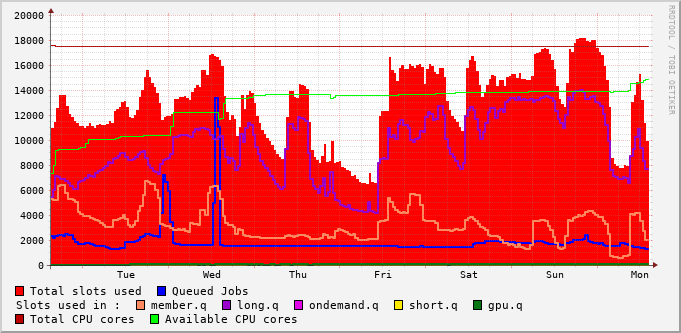 20000
18000
16000
14000
12000
10000
8000
6000
4000
2000
0
Tue Wed Thu Fri Sat Sun Mon
RRDTOOL / TOBI OETIKER
Total slots used Queued Jobs
Slots used in : member.q long.q ondemand.q short.q gpu.q
Total CPU cores Available CPU cores